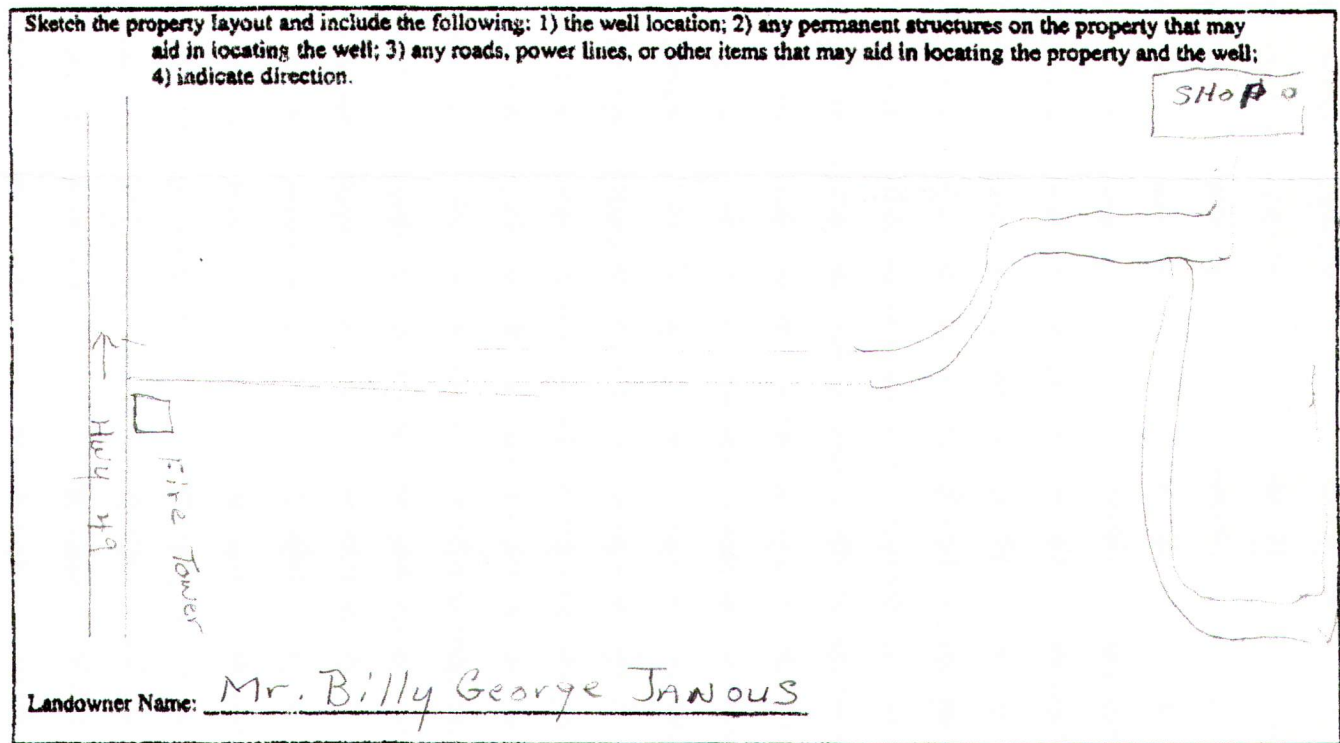 Sketch the property layout and include the following: 1) the well location; 2) any permanent structures on the property that may
aid in locating the well; 3) any roads, power lines, or other items that may aid in locating the property and the well;
4) indicate direction.
SHOP
Hwy 49
Fire Tower
Landowner Name: Mr. Billy George JANOUS